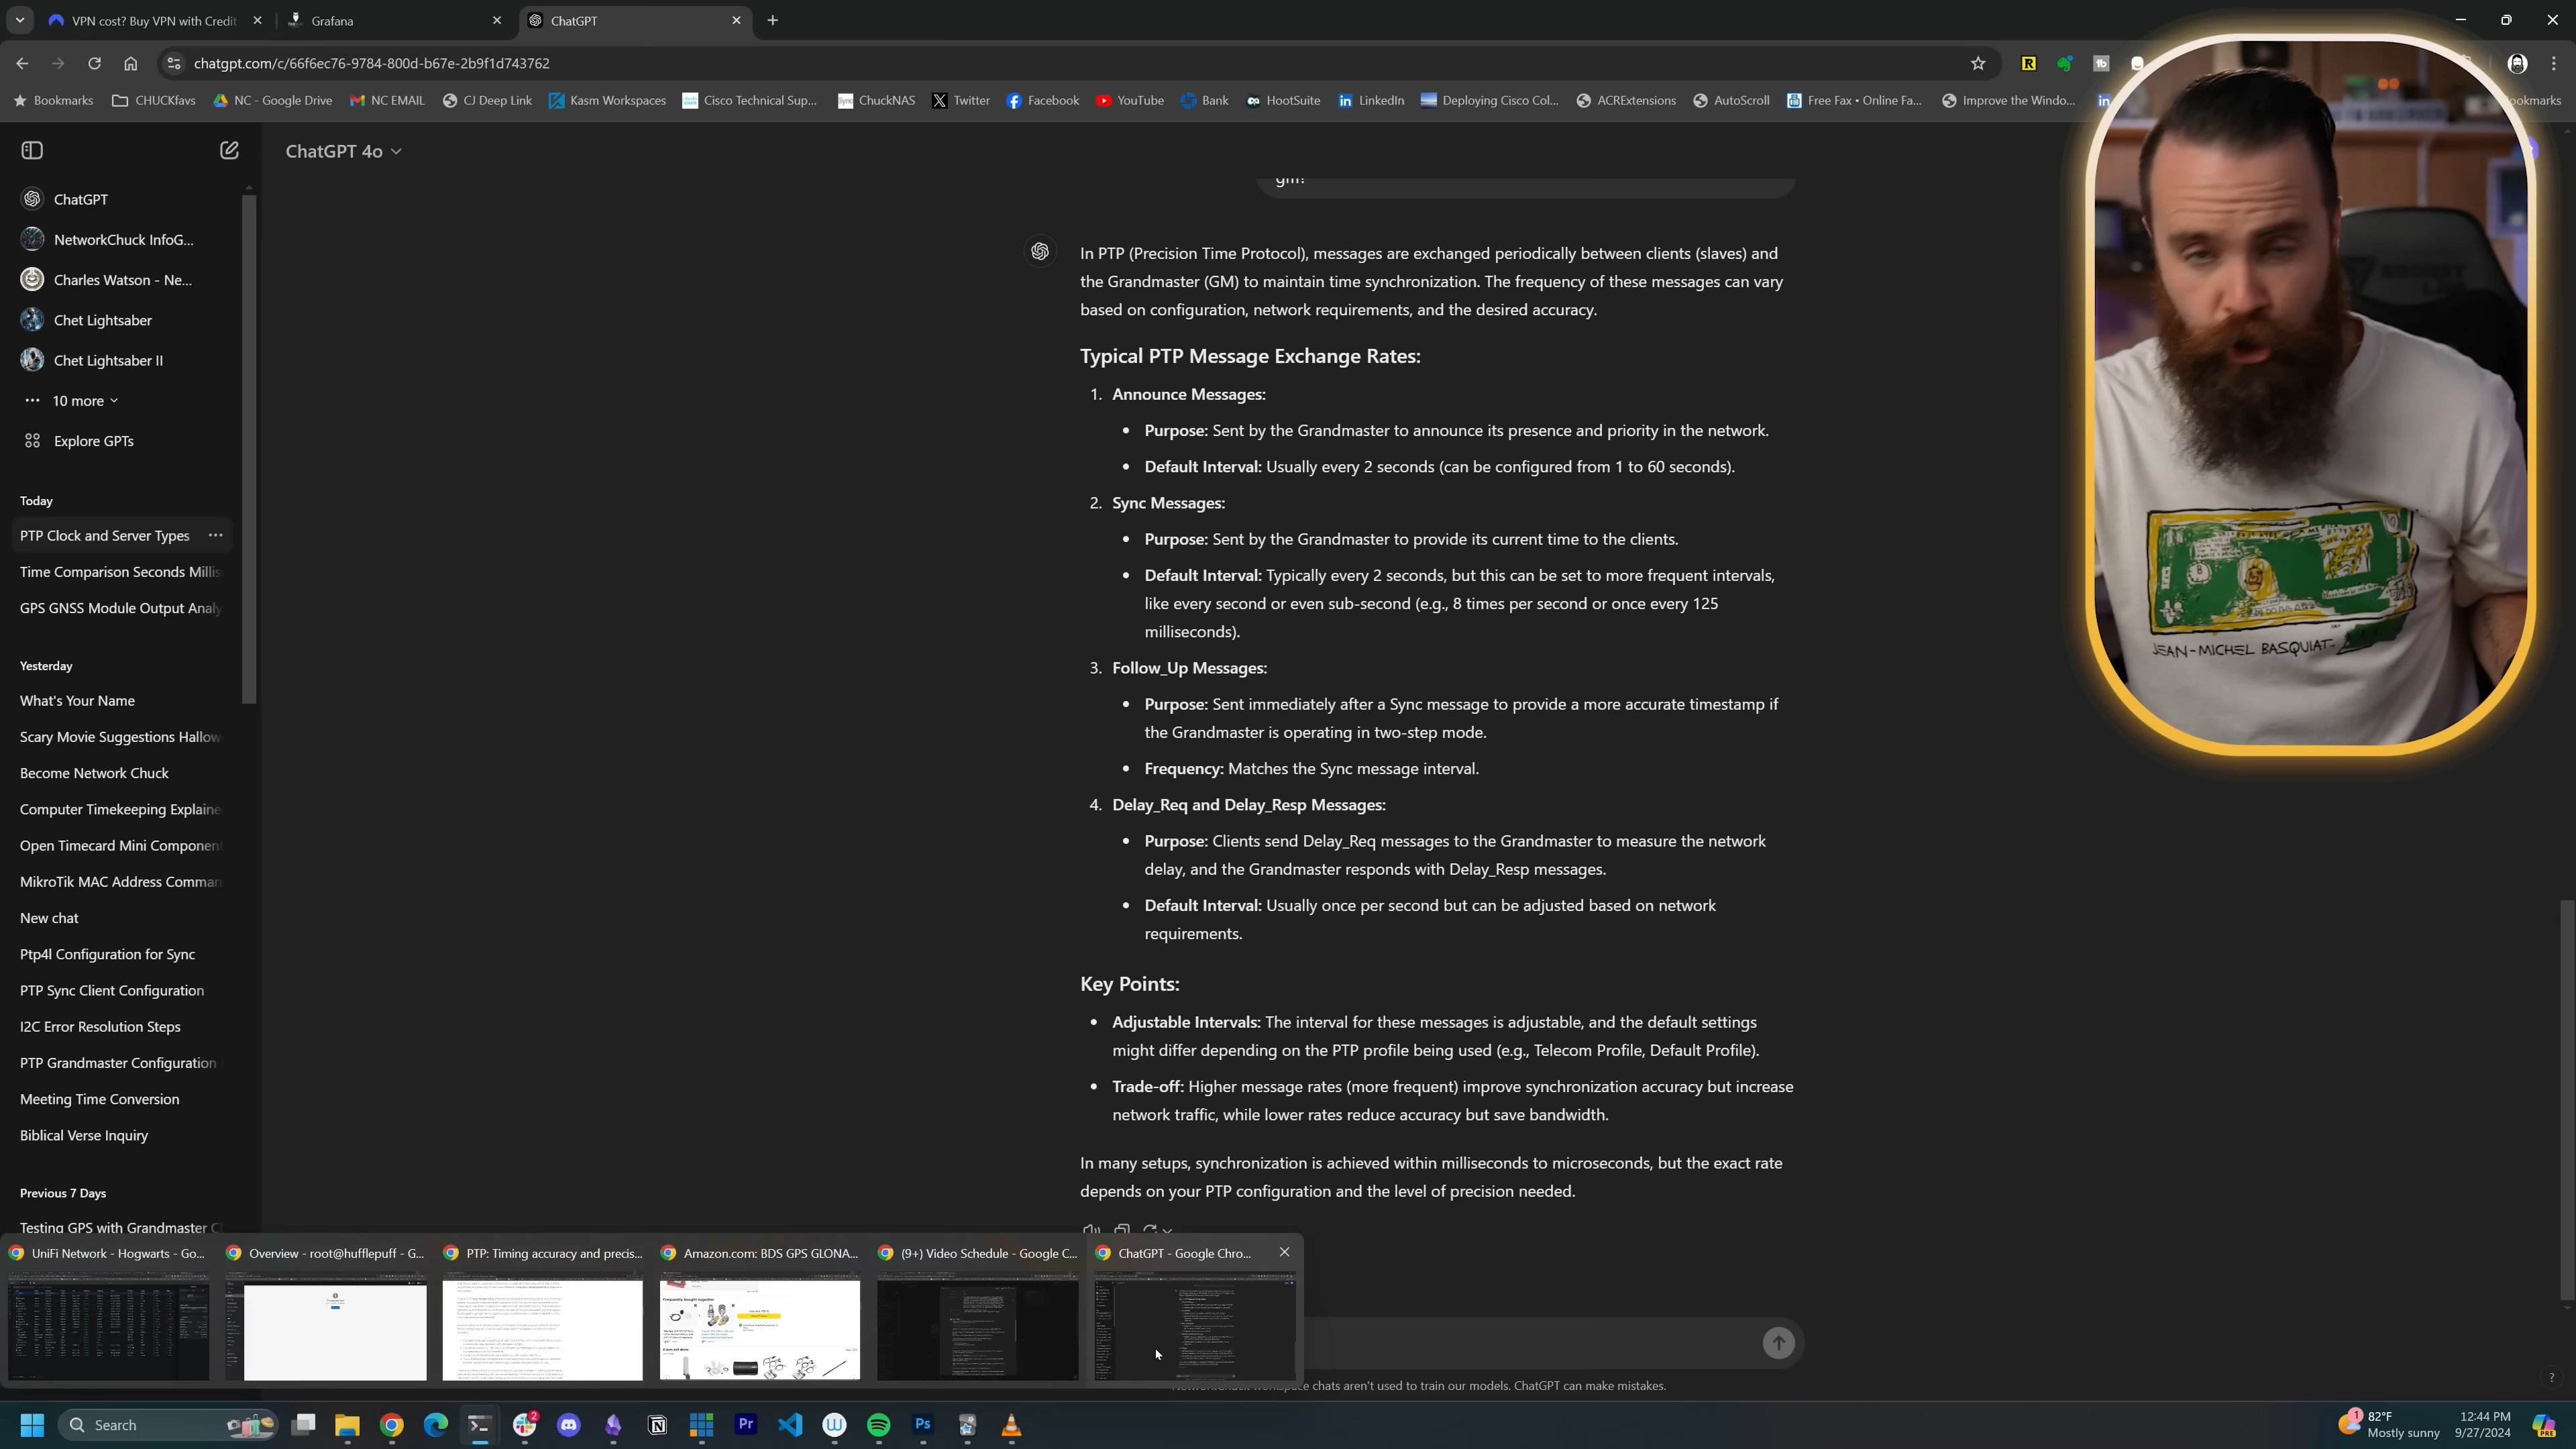 VPN cost? Buy VPN with Credit
Grafana
ChatGPT
chatgpt.com/c/66f6ec76-9784-800d-b67e-2b9f1d743762
Bookmarks
CHUCKfavs
NC - Google Drive
NC EMAIL
CJ Deep Link
Kasm Workspaces
Cisco Technical Sup...
ChuckNAS
Twitter
Facebook
YouTube
Bank
HootSuite
LinkedIn
Deploying Cisco Col...
ACRExtensions
AutoScroll
Free Fax • Online Fa...
Improve the Windo...
ChatGPT 4o
ChatGPT
NetworkChuck InfoG...
Charles Watson - Ne...
Chet Lightsaber
Chet Lightsaber II
10 more
Explore GPTs
Today
PTP Clock and Server Types
Time Comparison Seconds Millis
GPS GNSS Module Output Analy
Yesterday
What's Your Name
Scary Movie Suggestions Hallow
Become Network Chuck
Computer Timekeeping Explaine
Open Timecard Mini Component
MikroTik MAC Address Comman
New chat
Ptp4l Configuration for Sync
PTP Sync Client Configuration
I2C Error Resolution Steps
PTP Grandmaster Configuration
Meeting Time Conversion
Biblical Verse Inquiry
Previous 7 Days
Testing GPS with Grandmaster Cl
gm?
In PTP (Precision Time Protocol), messages are exchanged periodically between clients (slaves) and
the Grandmaster (GM) to maintain time synchronization. The frequency of these messages can vary
based on configuration, network requirements, and the desired accuracy.
Typical PTP Message Exchange Rates:
1. Announce Messages:
• Purpose: Sent by the Grandmaster to announce its presence and priority in the network.
• Default Interval: Usually every 2 seconds (can be configured from 1 to 60 seconds).
2. Sync Messages:
• Purpose: Sent by the Grandmaster to provide its current time to the clients.
• Default Interval: Typically every 2 seconds, but this can be set to more frequent intervals,
like every second or even sub-second (e.g., 8 times per second or once every 125
milliseconds).
3. Follow_Up Messages:
• Purpose: Sent immediately after a Sync message to provide a more accurate timestamp if
the Grandmaster is operating in two-step mode.
• Frequency: Matches the Sync message interval.
4. Delay_Req and Delay_Resp Messages:
• Purpose: Clients send Delay_Req messages to the Grandmaster to measure the network
delay, and the Grandmaster responds with Delay_Resp messages.
• Default Interval: Usually once per second but can be adjusted based on network
requirements.
Key Points:
• Adjustable Intervals: The interval for these messages is adjustable, and the default settings
might differ depending on the PTP profile being used (e.g., Telecom Profile, Default Profile).
• Trade-off: Higher message rates (more frequent) improve synchronization accuracy but increase
network traffic, while lower rates reduce accuracy but save bandwidth.
In many setups, synchronization is achieved within milliseconds to microseconds, but the exact rate
depends on your PTP configuration and the level of precision needed.
JEAN-MICHEL BASQUIAT-
UniFi Network - Hogwarts - Go...
Overview - root@hufflepuff - G...
PTP: Timing accuracy and precis...
Amazon.com: BDS GPS GLONA...
(9+) Video Schedule - Google C...
ChatGPT - Google Chro...
chats aren't used to train our models. ChatGPT can make mistakes.
?
Search
2
Pr
Ps
1
82°F
Mostly sunny
12:44 PM
9/27/2024
PRE